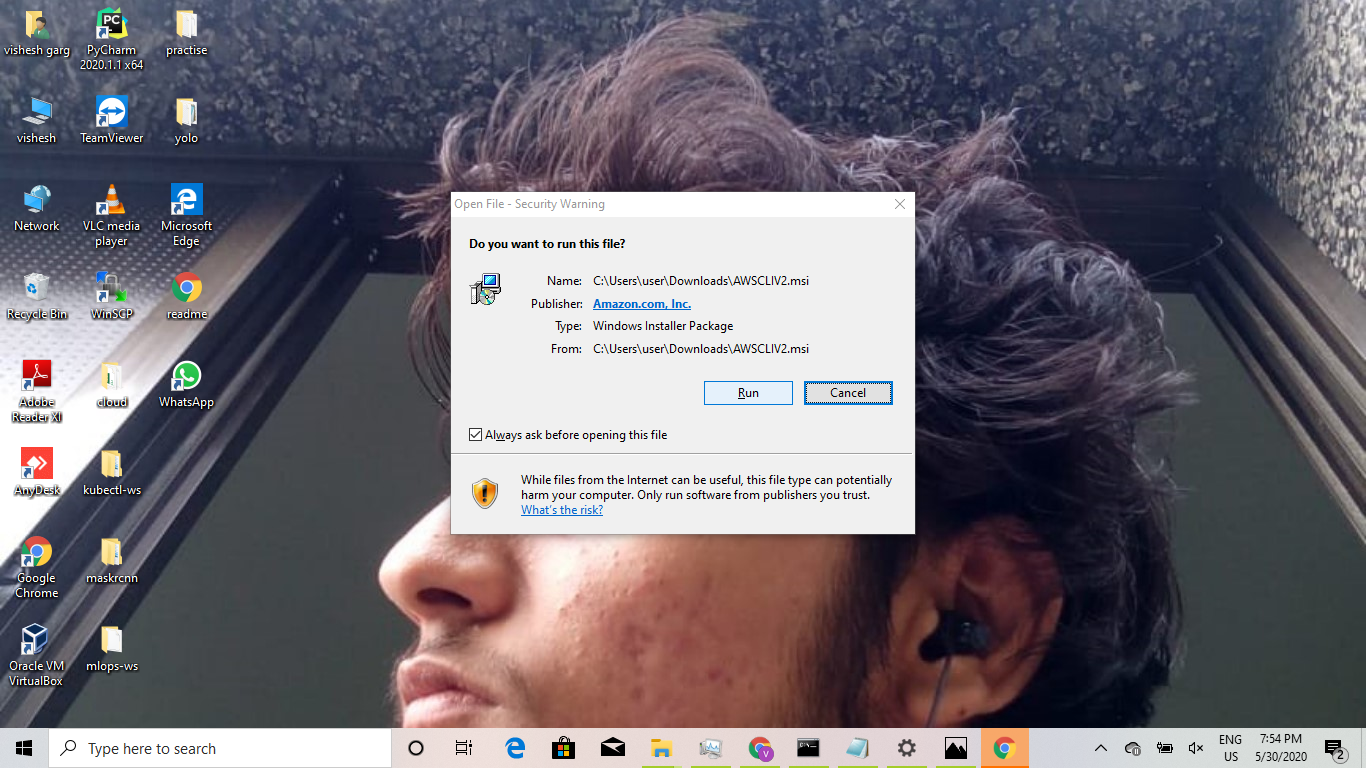 vishesh garg
PyCharm
2020.1.1 x64
practise
vishesh
TeamViewer
yolo
Network
VLC media
player
Microsoft
Edge
Recycle Bin
WinSCP
readme
Adobe
Reader XI
cloud
WhatsApp
AnyDesk
kubectl-ws
Google
Chrome
maskrcnn
Oracle VM
VirtualBox
mlops-ws
Open File - Security Warning
Do you want to run this file?
Name: C:\Users\user\Downloads\AWSCLIV2.msi
Publisher: Amazon.com, Inc.
Type: Windows Installer Package
From: C:\Users\user\Downloads\AWSCLIV2.msi
Run Cancel
Always ask before opening this file
While files from the Internet can be useful, this file type can potentially
harm your computer. Only run software from publishers you trust.
What's the risk?
Type here to search
ENG
US
7:54 PM
5/30/2020
2